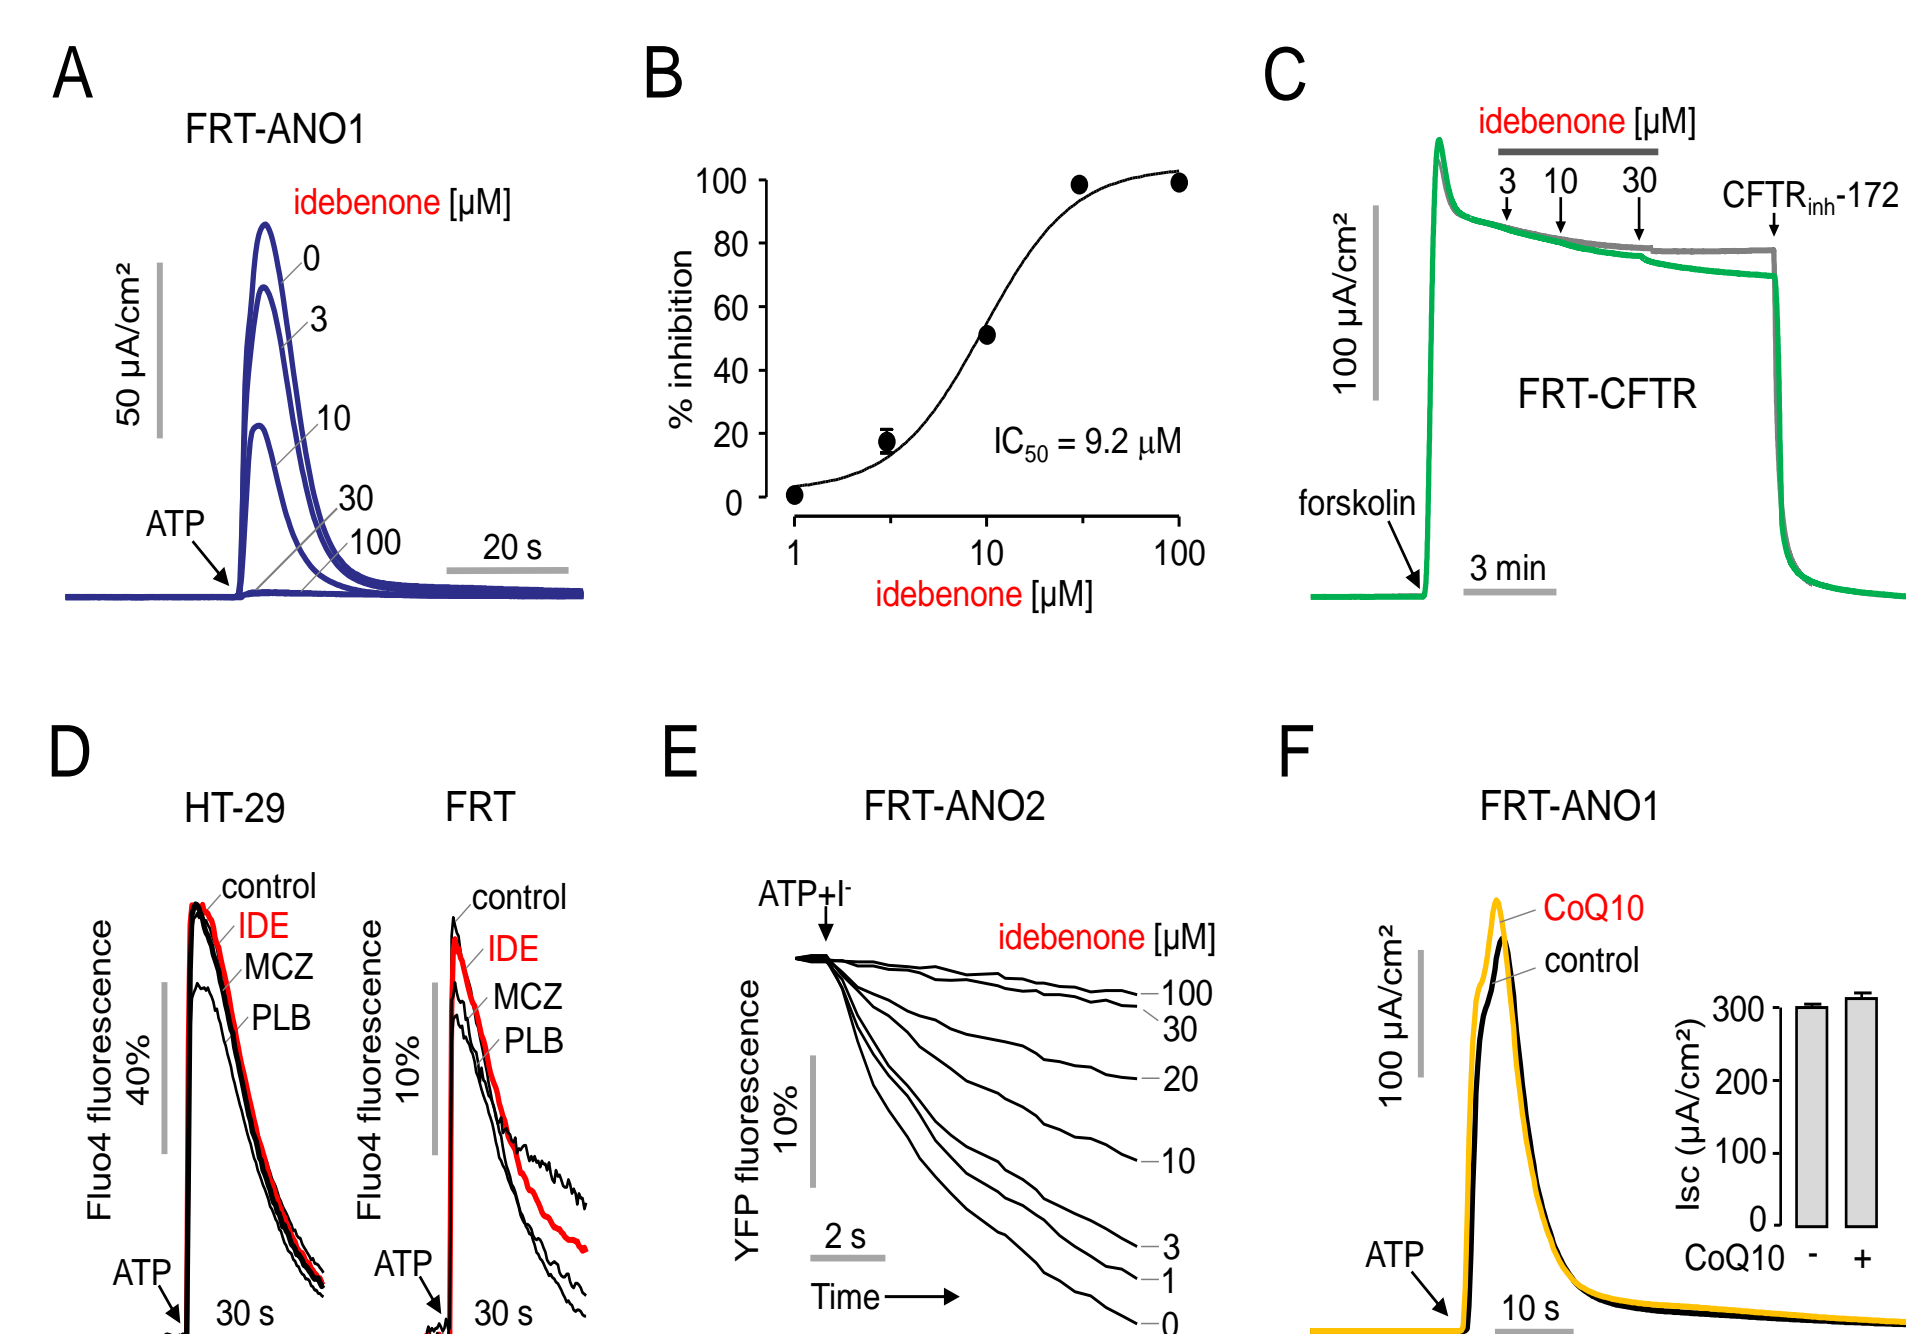 A
FRT-ANO1
idebenone [µM]
0
3
10
30
100
50 µA/cm²
ATP
20 s
B
100
80
60
40
20
0
% inhibition
IC50 = 9.2 µM
1
10
100
idebenone [µM]
C
idebenone [µM]
3
10
30
CFTRinh-172
100 µA/cm²
FRT-CFTR
forskolin
3 min
D
HT-29
control
IDE
MCZ
PLB
Fluo4 fluorescence
40%
ATP
30 s
FRT
control
IDE
MCZ
PLB
Fluo4 fluorescence
10%
ATP
30 s
E
FRT-ANO2
ATP+I-
idebenone [µM]
100
30
20
10
3
1
0
YFP fluorescence
10%
2 s
Time
F
FRT-ANO1
CoQ10
control
100 µA/cm²
ATP
10 s
300
200
100
0
Isc (µA/cm²)
CoQ10 - +